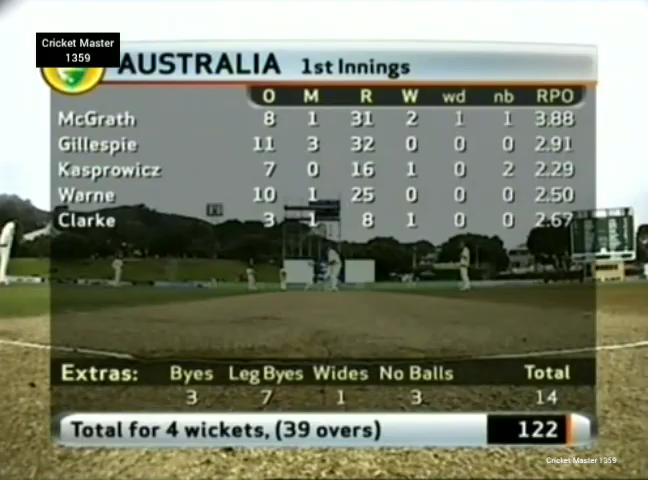 Cricket Master
1359
AUSTRALIA 1st Innings
O M R W wd nb RPO
McGrath 8 1 31 2 1 1 3.88
Gillespie 11 3 32 0 0 0 2.91
Kasprowicz 7 0 16 1 0 2 2.29
Warne 10 1 25 0 0 0 2.50
Clarke 3 1 8 1 0 0 2.67
Extras: Byes Leg Byes Wides No Balls Total
3 7 1 3 14
Total for 4 wickets, (39 overs) 122
Cricket Master 1359